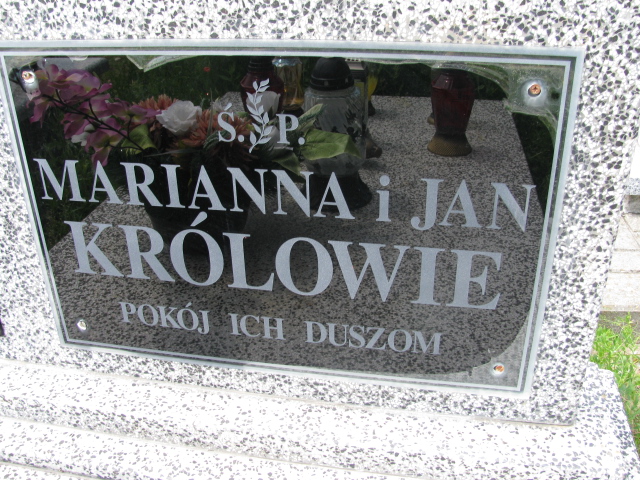 Ś.P.
MARIANNA i JAN
KRÓLOWIE
POKÓJ ICH DUSZOM